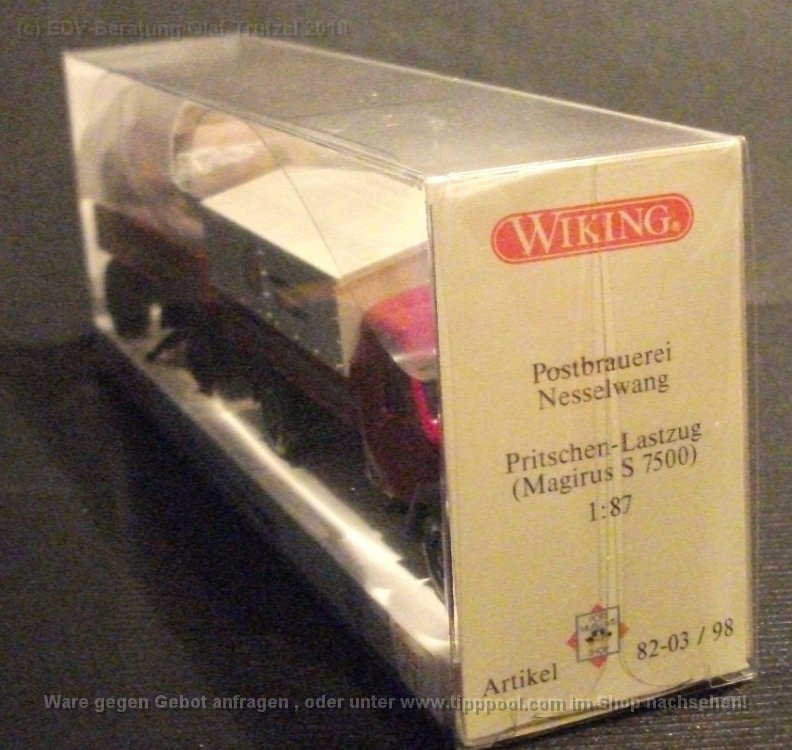 (c) EDV-Beratung Olaf Trutzel 2010
WIKING®
Postbrauerei
Nesselwang
Pritschen-Lastzug
(Magirus S 7500)
1:87
Artikel 82-03 / 98
Ware gegen Gebot anfragen , oder unter www.tipppool.com im Shop nachsehen!